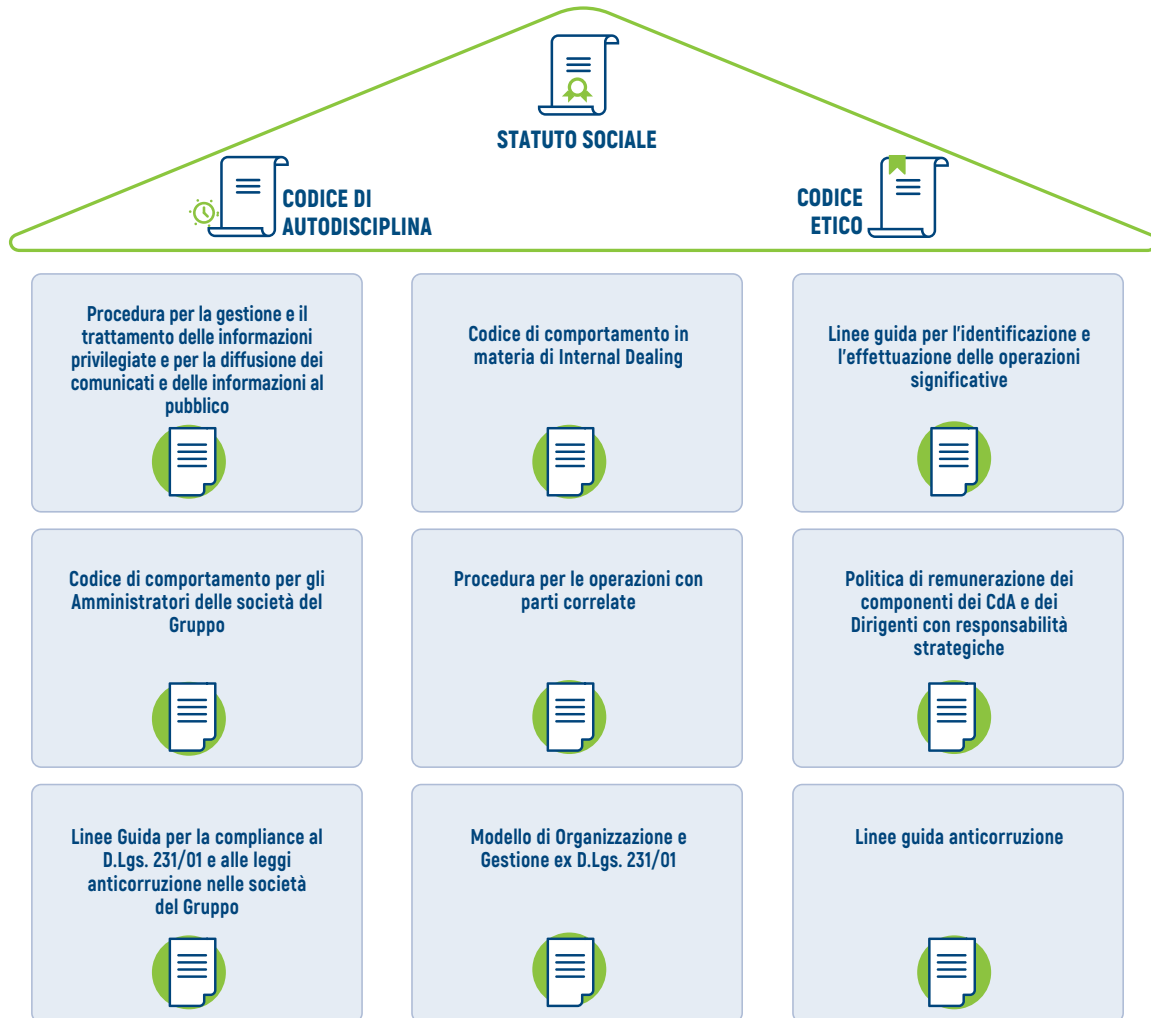 STATUTO SOCIALE
CODICE DI
AUTODISCIPLINA
CODICE
ETICO
Procedura per la gestione e il
trattamento delle informazioni
privilegiate e per la diffusione dei
comunicati e delle informazioni al
pubblico
Codice di comportamento in
materia di Internal Dealing
Linee guida per l'identificazione e
l'effettuazione delle operazioni
significative
Codice di comportamento per gli
Amministratori delle società del
Gruppo
Procedura per le operazioni con
parti correlate
Politica di remunerazione dei
componenti dei CdA e dei
Dirigenti con responsabilità
strategiche
Linee Guida per la compliance al
D.Lgs. 231/01 e alle leggi
anticorruzione nelle società
del Gruppo
Modello di Organizzazione e
Gestione ex D.Lgs. 231/01
Linee guida anticorruzione